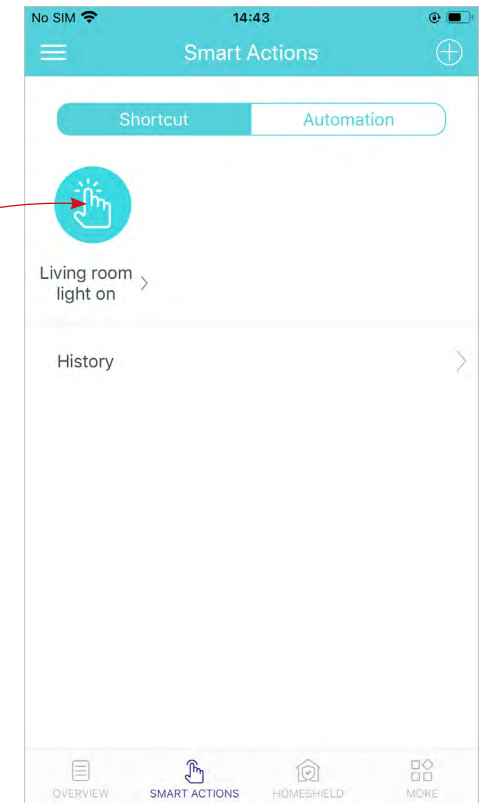 No SIM 14:43
Smart Actions
Shortcut Automation
Living room
light on
History
OVERVIEW SMART ACTIONS HOMESHIELD MORE